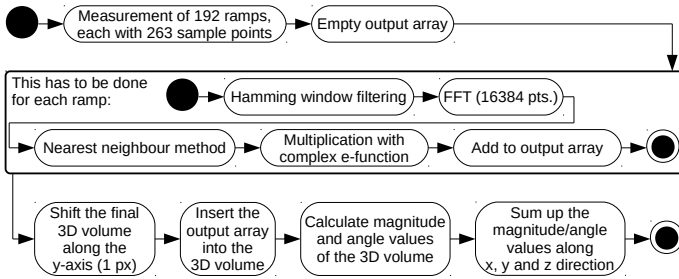 Measurement of 192 ramps,
each with 263 sample points
Empty output array
This has to be done
for each ramp:
Hamming window filtering
FFT (16384 pts.)
Nearest neighbour method
Multiplication with
complex e-function
Add to output array
Shift the final
3D volume
along the
y-axis (1 px)
Insert the
output array
into the
3D volume
Calculate magnitude
and angle values
of the 3D volume
Sum up the
magnitude/angle
values along
x, y and z direction